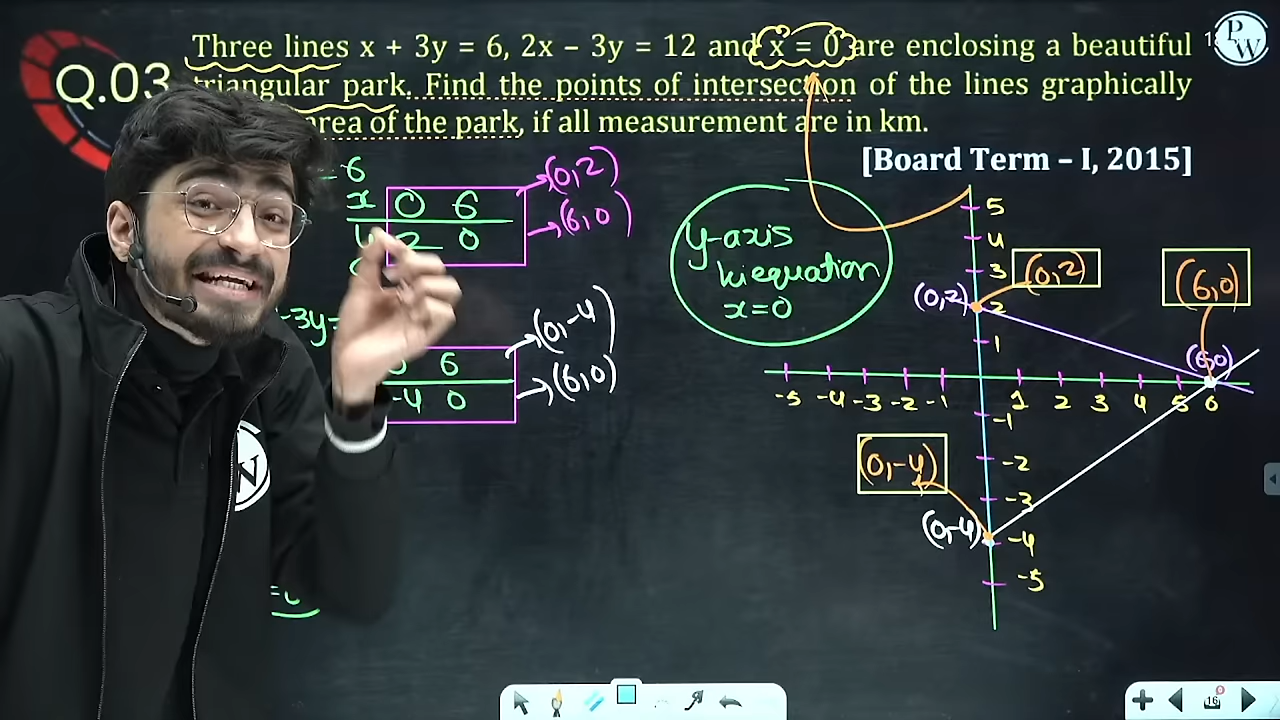 Q.03
Three lines x + 3y = 6, 2x – 3y = 12 and x = 0 are enclosing a beautiful
triangular park. Find the points of intersection of the lines graphically
area of the park, if all measurement are in km.
[Board Term – I, 2015]
P
W
=6
x 0 6
y 2 0
(0,2)
(6,0)
-3y=
6
-4 0
(0,-4)
(6,0)
y-axis
ki equation
x=0
5
4
3
2
1
(0,2)
(0,2)
(6,0)
(6,0)
-5 -4 -3 -2 -1 1 2 3 4 5 6
-1
-2
-3
-4
-5
(0,-4)
(0,-4)
W
16